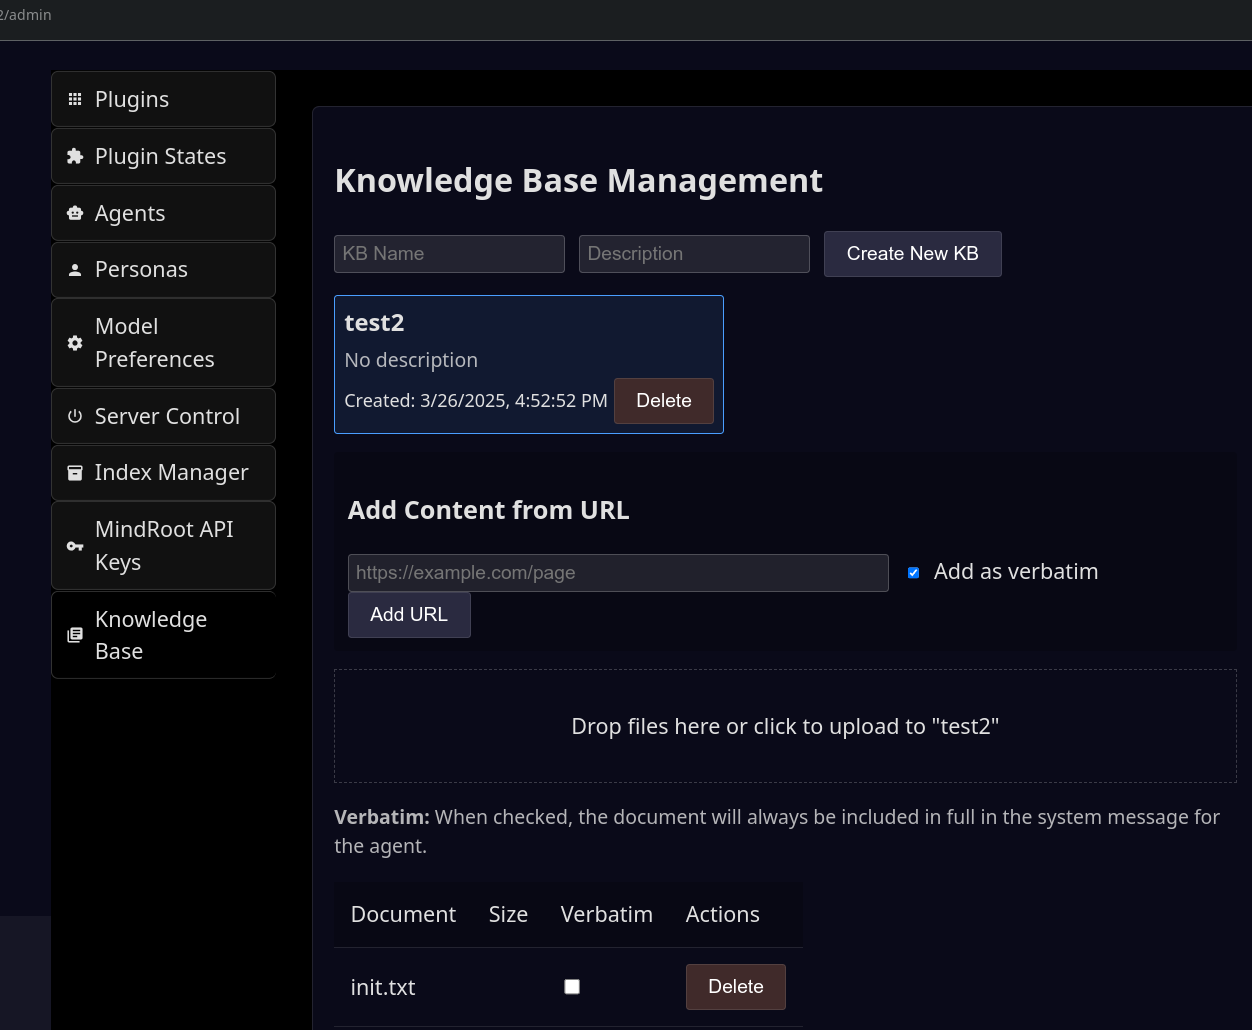 2/admin
Plugins
Plugin States
Agents
Personas
Model
Preferences
Server Control
Index Manager
MindRoot API
Keys
Knowledge
Base
Knowledge Base Management
KB Name
Description
Create New KB
test2
No description
Created: 3/26/2025, 4:52:52 PM
Delete
Add Content from URL
https://example.com/page
Add as verbatim
Add URL
Drop files here or click to upload to "test2"
Verbatim: When checked, the document will always be included in full in the system message for
the agent.
Document Size Verbatim Actions
init.txt Delete